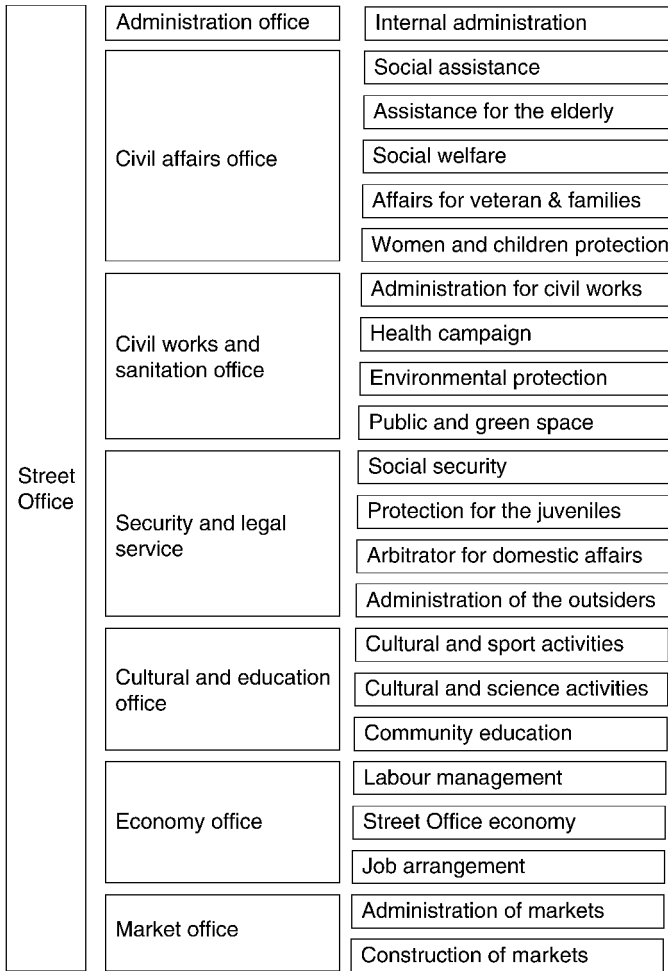 Street
Office
Administration office
Internal administration
Civil affairs office
Social assistance
Assistance for the elderly
Social welfare
Affairs for veteran & families
Women and children protection
Civil works and
sanitation office
Administration for civil works
Health campaign
Environmental protection
Public and green space
Security and legal
service
Social security
Protection for the juveniles
Arbitrator for domestic affairs
Administration of the outsiders
Cultural and education
office
Cultural and sport activities
Cultural and science activities
Community education
Economy office
Labour management
Street Office economy
Job arrangement
Market office
Administration of markets
Construction of markets